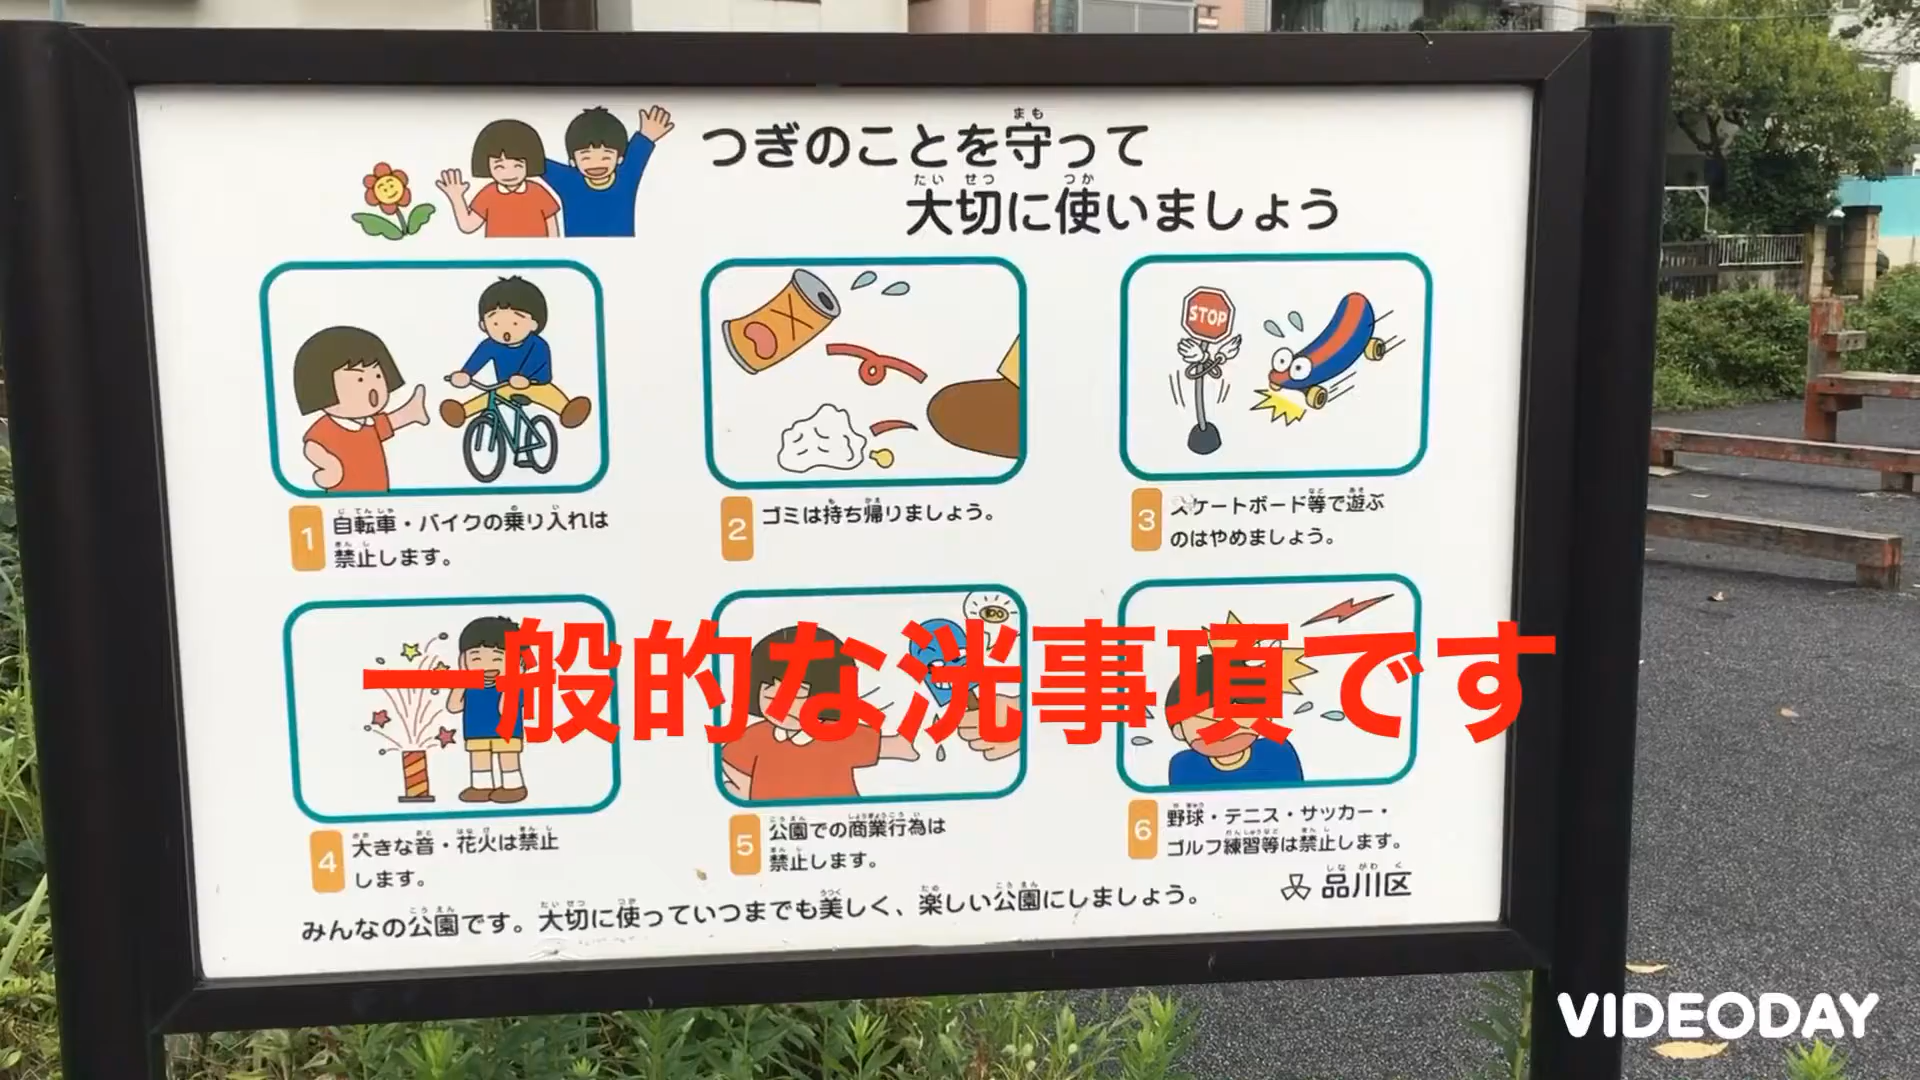 つぎのことを守って
大切に使いましょう
STOP
1 自転車・バイクの乗り入れは
禁止します。
2 ゴミは持ち帰りましょう。
3 スケートボード等で遊ぶ
のはやめましょう。
一般的な洸事項です
4 大きな音・花火は禁止
します。
5 公園での商業行為は
禁止します。
6 野球・テニス・サッカー・
ゴルフ練習等は禁止します。
品川区
みんなの公園です。大切に使っていつまでも美しく、楽しい公園にしましょう。
VIDEODAY